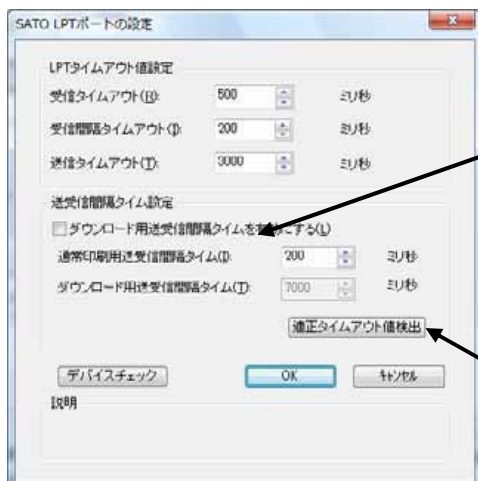 SATO LPTポートの設定
LPTタイムアウト値設定
受信タイムアウト(R): 500 ミリ秒
受信間隔タイムアウト(I): 200 ミリ秒
送信タイムアウト(T): 3000 ミリ秒
送受信間隔タイム設定
ダウンロード用送受信間隔タイムを有効にする(L)
通常印刷用送受信間隔タイム(I): 200 ミリ秒
ダウンロード用送受信間隔タイム(T): 7000 ミリ秒
適正タイムアウト値検出
デバイスチェック OK キャンセル
説明